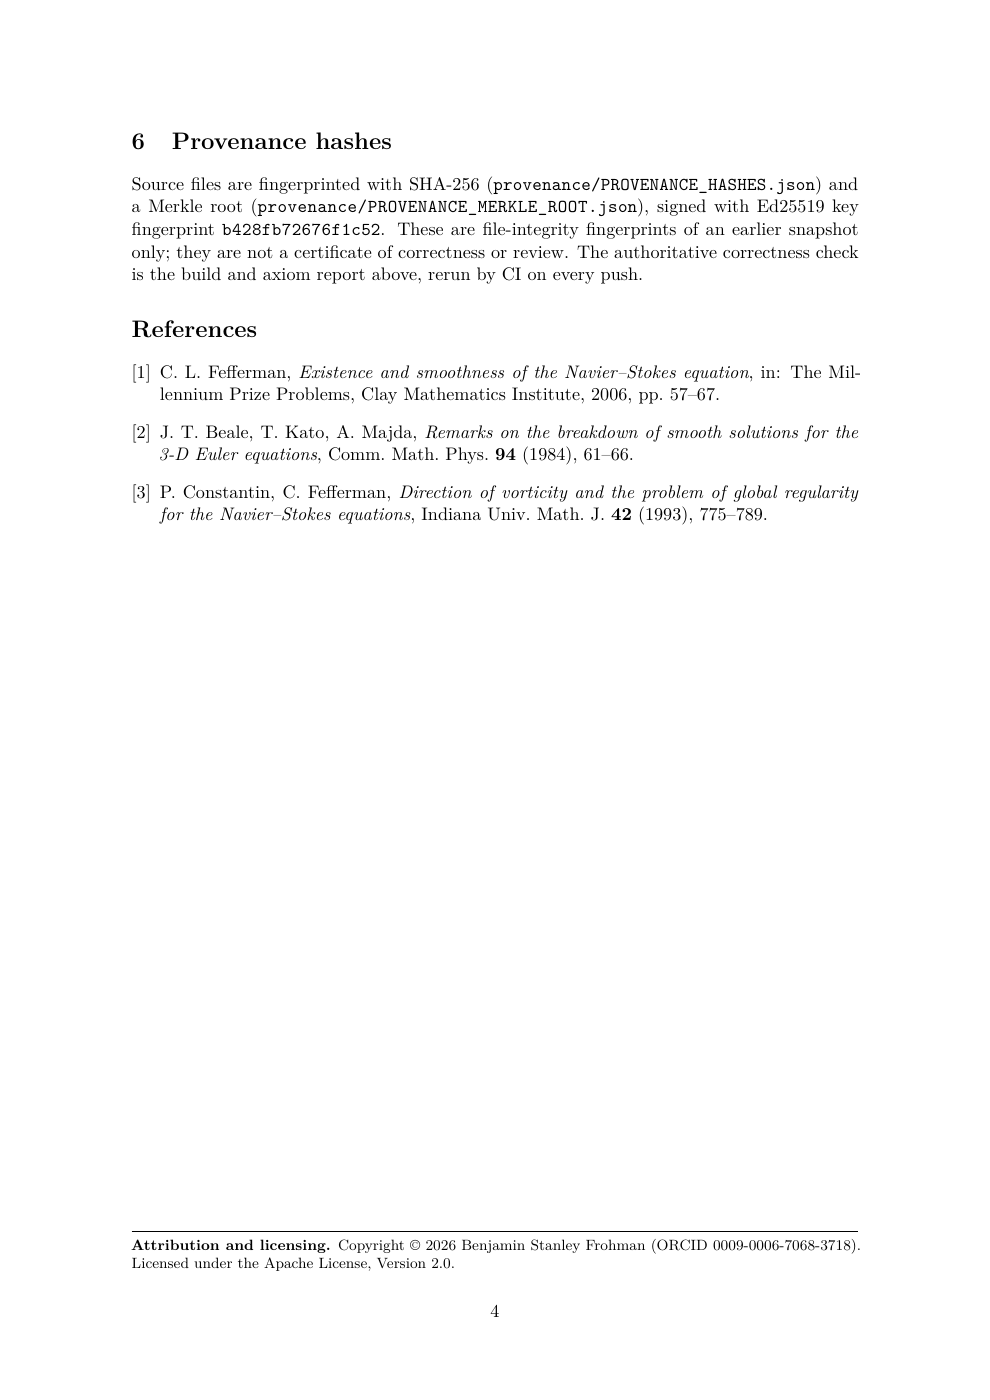 6 Provenance hashes
Source files are fingerprinted with SHA-256 (provenance/PROVENANCE_HASHES.json) and
a Merkle root (provenance/PROVENANCE_MERKLE_ROOT.json), signed with Ed25519 key
fingerprint b428fb72676f1c52. These are file-integrity fingerprints of an earlier snapshot
only; they are not a certificate of correctness or review. The authoritative correctness check
is the build and axiom report above, rerun by CI on every push.
References
[1] C. L. Fefferman, Existence and smoothness of the Navier–Stokes equation, in: The Mil-
lennium Prize Problems, Clay Mathematics Institute, 2006, pp. 57–67.
[2] J. T. Beale, T. Kato, A. Majda, Remarks on the breakdown of smooth solutions for the
3-D Euler equations, Comm. Math. Phys. 94 (1984), 61–66.
[3] P. Constantin, C. Fefferman, Direction of vorticity and the problem of global regularity
for the Navier–Stokes equations, Indiana Univ. Math. J. 42 (1993), 775–789.
Attribution and licensing. Copyright © 2026 Benjamin Stanley Frohman (ORCID 0009-0006-7068-3718).
Licensed under the Apache License, Version 2.0.
4